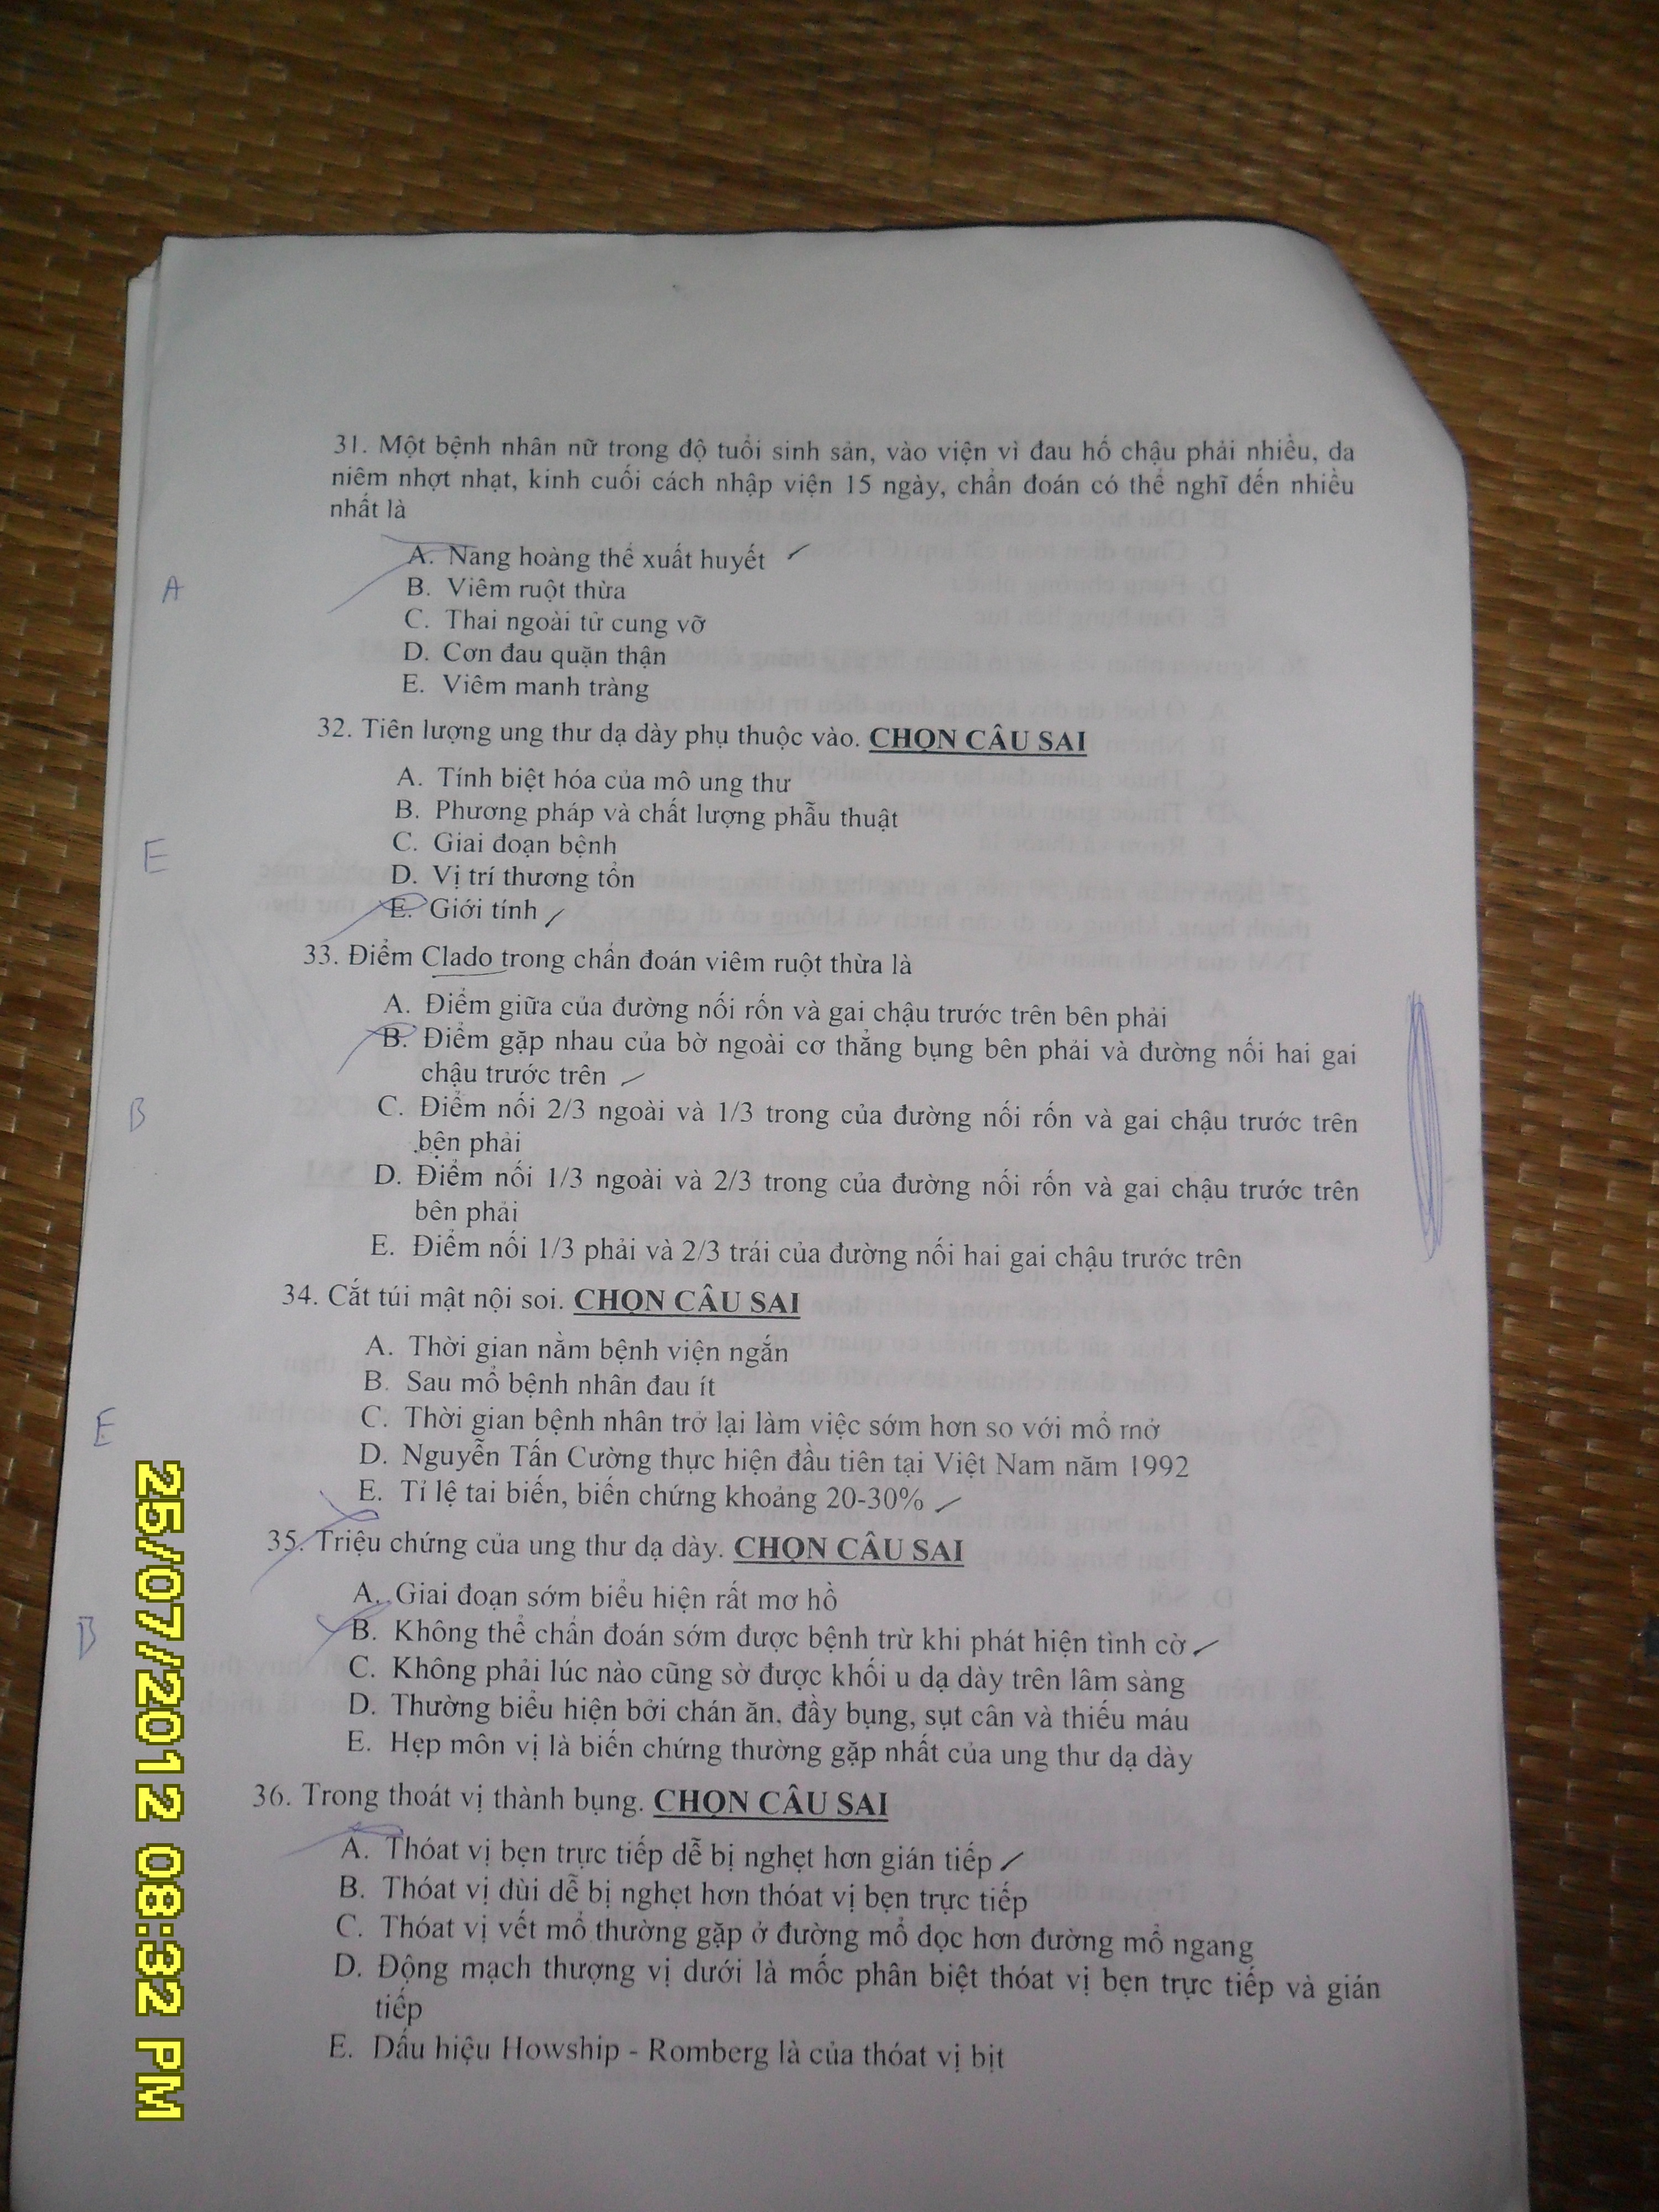 31. Một bệnh nhân nữ trong độ tuổi sinh sản, vào viện vì đau hố chậu phải nhiều, da
niêm nhợt nhạt, kinh cuối cách nhập viện 15 ngày, chẩn đoán có thể nghĩ đến nhiều
nhất là
A. Nang hoàng thể xuất huyết
A
B. Viêm ruột thừa
C. Thai ngoài tử cung vỡ
D. Cơn đau quặn thận
E. Viêm manh tràng
32. Tiên lượng ung thư dạ dày phụ thuộc vào. CHỌN CÂU SAI
A. Tính biệt hóa của mô ung thư
B. Phương pháp và chất lượng phẫu thuật
C. Giai đoạn bệnh
E
D. Vị trí thương tổn
E. Giới tính
33. Điểm Clado trong chẩn đoán viêm ruột thừa là
A. Điểm giữa của đường nối rốn và gai chậu trước trên bên phải
B. Điểm gặp nhau của bờ ngoài cơ thẳng bụng bên phải và đường nối hai gai
chậu trước trên
B
C. Điểm nối 2/3 ngoài và 1/3 trong của đường nối rốn và gai chậu trước trên
bên phải
D. Điểm nối 1/3 ngoài và 2/3 trong của đường nối rốn và gai chậu trước trên
bên phải
E. Điểm nối 1/3 phải và 2/3 trái của đường nối hai gai chậu trước trên
34. Cắt túi mật nội soi. CHỌN CÂU SAI
A. Thời gian nằm bệnh viện ngắn
B. Sau mổ bệnh nhân đau ít
E
C. Thời gian bệnh nhân trở lại làm việc sớm hơn so với mổ mở
D. Nguyễn Tấn Cường thực hiện đầu tiên tại Việt Nam năm 1992
E. Tỉ lệ tai biến, biến chứng khoảng 20-30%
35. Triệu chứng của ung thư dạ dày. CHỌN CÂU SAI
A. Giai đoạn sớm biểu hiện rất mơ hồ
B
B. Không thể chẩn đoán sớm được bệnh trừ khi phát hiện tình cờ
C. Không phải lúc nào cũng sờ được khối u dạ dày trên lâm sàng
D. Thường biểu hiện bởi chán ăn, đầy bụng, sụt cân và thiếu máu
E. Hẹp môn vị là biến chứng thường gặp nhất của ung thư dạ dày
36. Trong thoát vị thành bụng. CHỌN CÂU SAI
A. Thóat vị bẹn trực tiếp dễ bị nghẹt hơn gián tiếp
B. Thóat vị đùi dễ bị nghẹt hơn thóat vị bẹn trực tiếp
C. Thóat vị vết mổ thường gặp ở đường mổ dọc hơn đường mổ ngang
D. Động mạch thượng vị dưới là mốc phân biệt thóat vị bẹn trực tiếp và gián
tiếp
E. Dấu hiệu Howship - Romberg là của thóat vị bịt
25/07/2012 08:32 PM